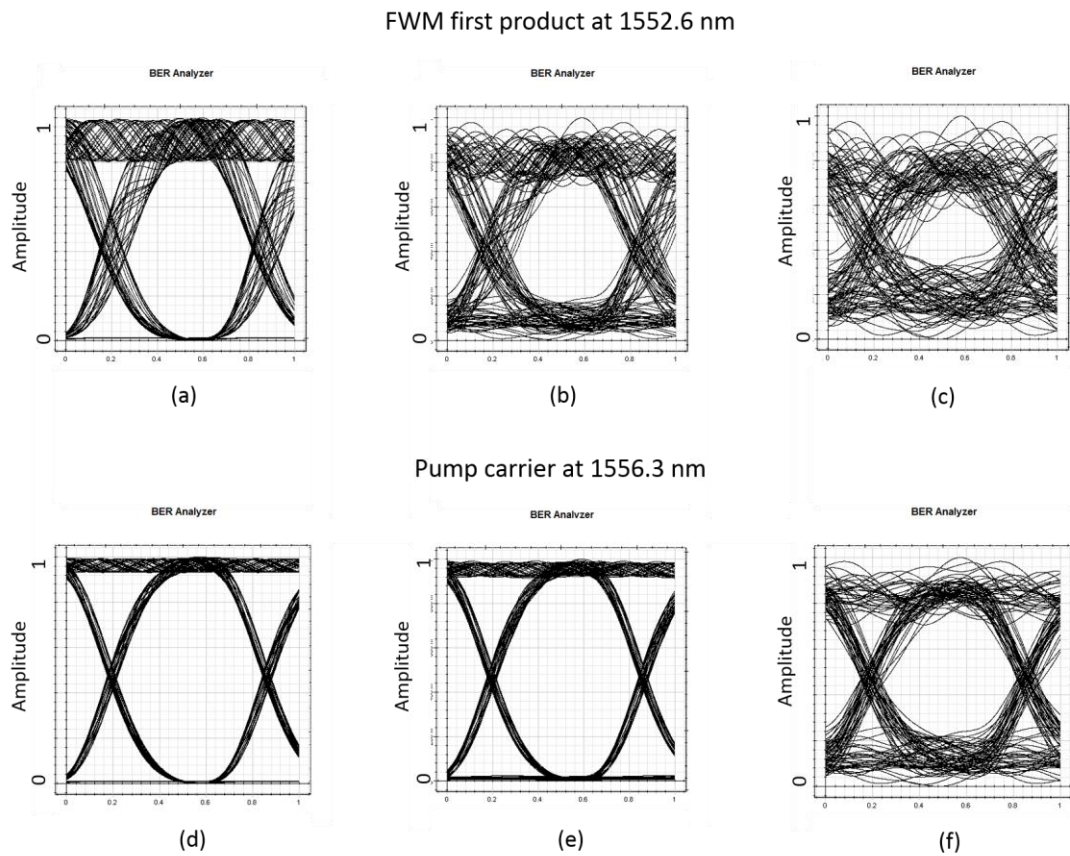 FWM first product at 1552.6 nm
BER Analyzer BER Analyzer BER Analyzer
Amplitude Amplitude Amplitude
1 1 1
0 0 0
0 0.2 0.4 0.6 0.8 1 0 0.2 0.4 0.6 0.8 1 0 0.2 0.4 0.6 0.8 1
(a) (b) (c)
Pump carrier at 1556.3 nm
BER Analyzer BER Analyzer BER Analyzer
Amplitude Amplitude Amplitude
1 1 1
0 0 0
0 0.2 0.4 0.6 0.8 1 0 0.2 0.4 0.6 0.8 1 0 0.2 0.4 0.6 0.8 1
(d) (e) (f)